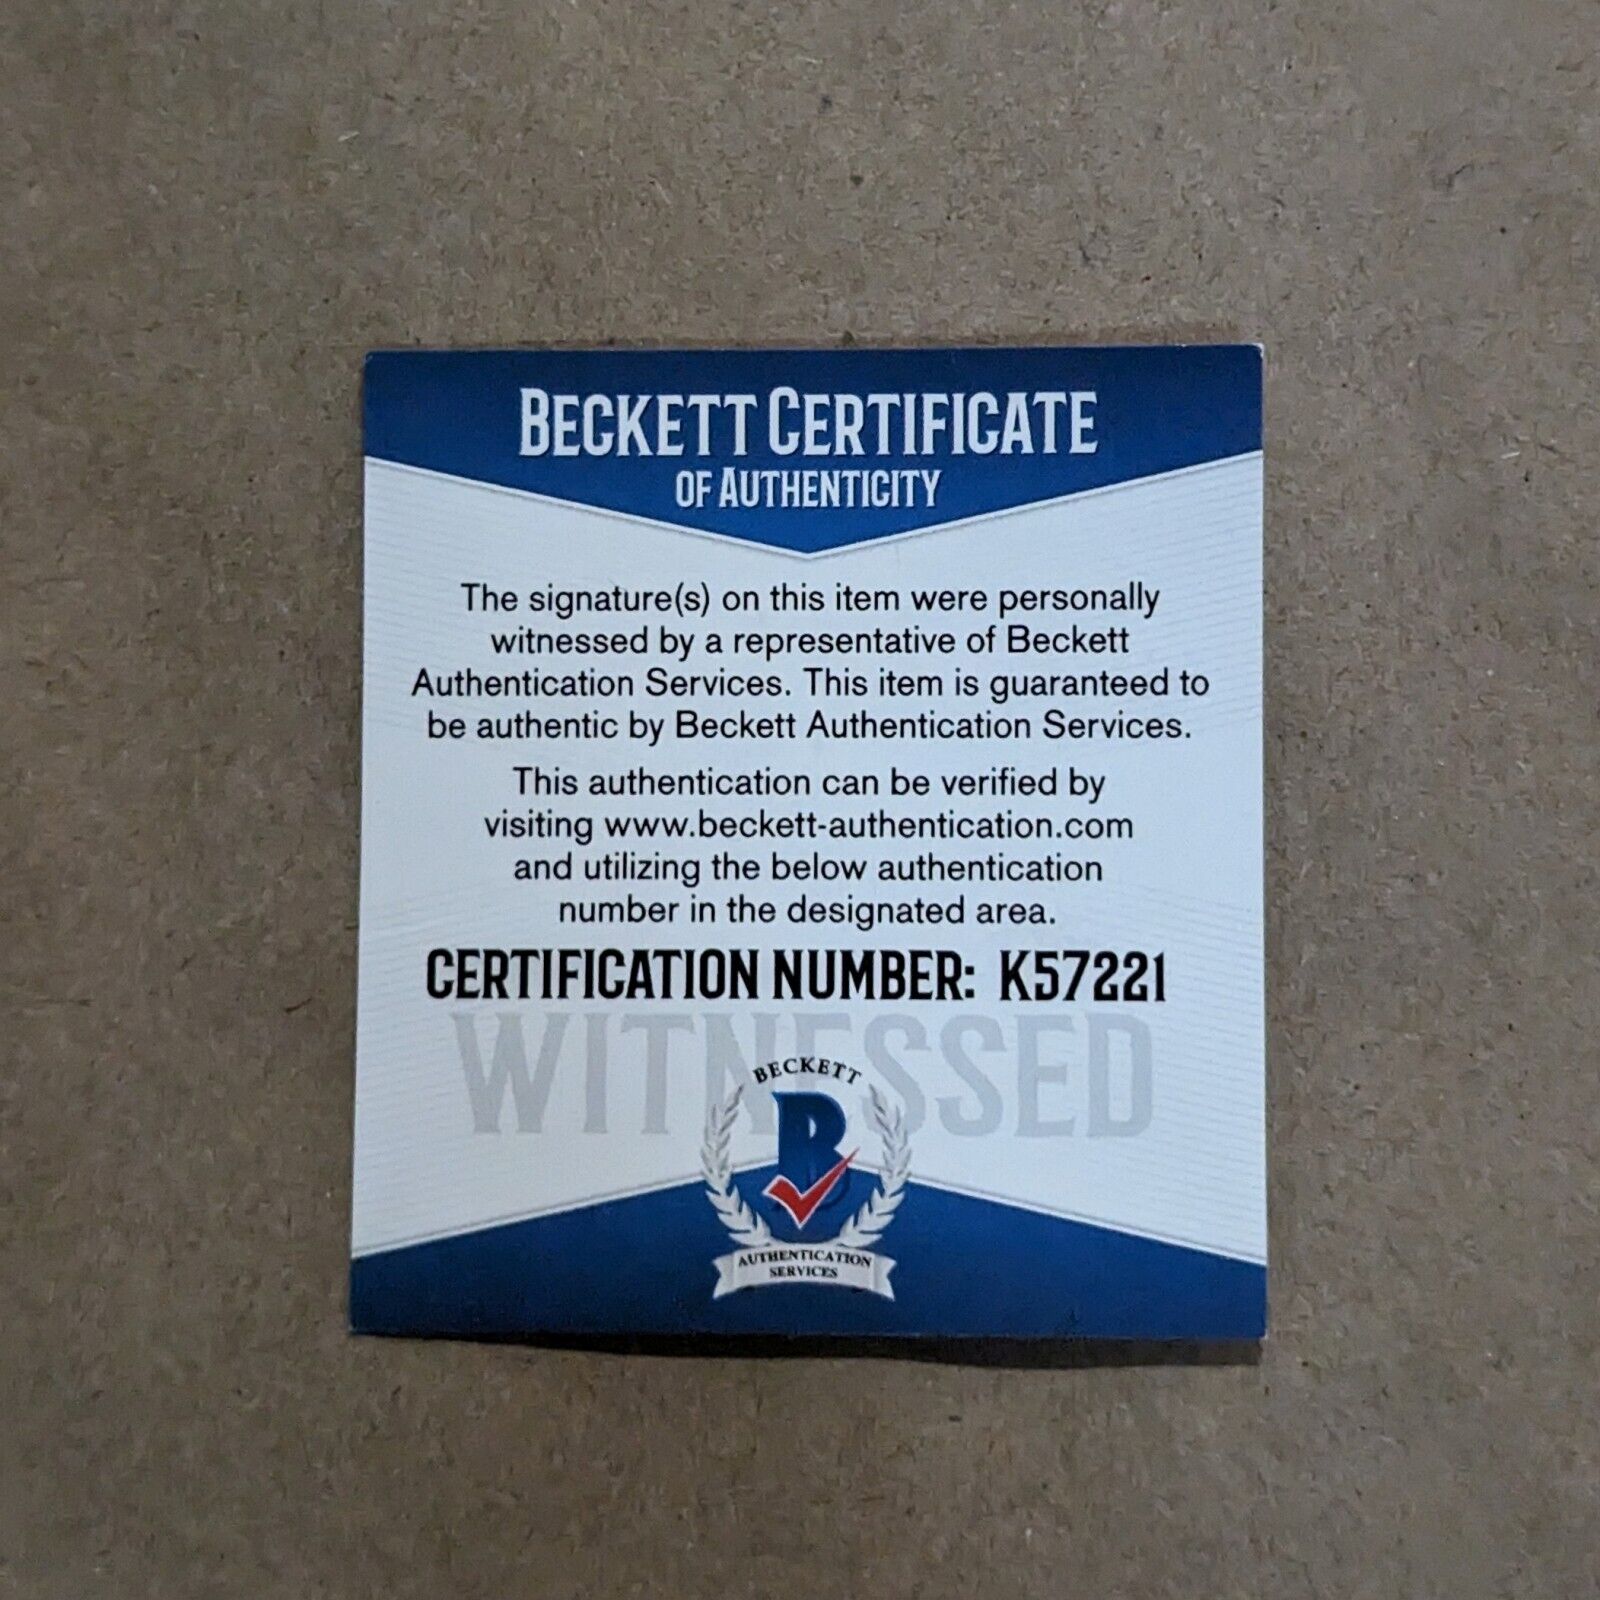 BECKETT CERTIFICATE
OF AUTHENTICITY
The signature(s) on this item were personally
witnessed by a representative of Beckett
Authentication Services. This item is guaranteed to
be authentic by Beckett Authentication Services.
This authentication can be verified by
visiting www.beckett-authentication.com
and utilizing the below authentication
number in the designated area.
CERTIFICATION NUMBER: K57221
WITNESSED
BECKETT
B
AUTHENTICATION
SERVICES